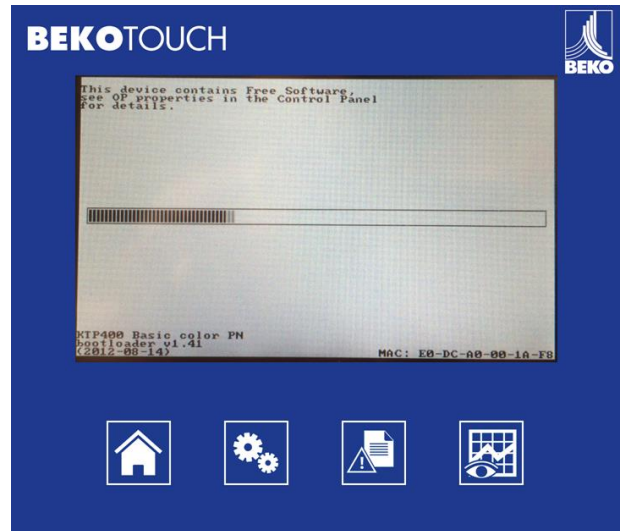 BEKOTOUCH
BEKO
This device contains Free Software,
see OP properties in the Control Panel
for details.
KTP400 Basic color PN
bootloader v1.41
(2012-08-14)
MAC: E0-DC-A0-00-1A-F8